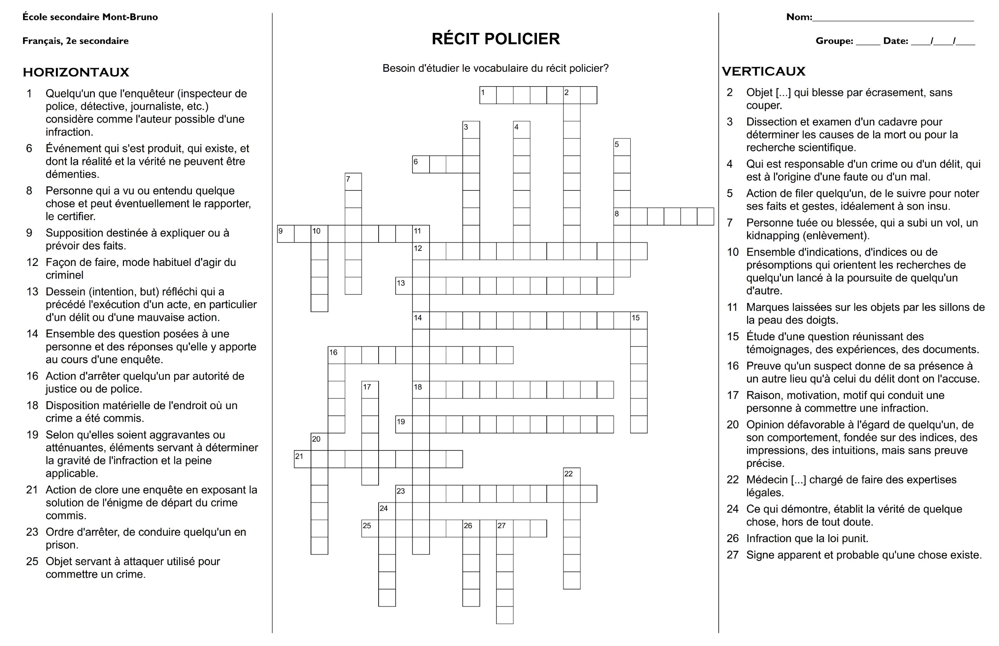 École secondaire Mont-Bruno
Français, 2e secondaire
HORIZONTAUX
1 Quelqu'un que l'enquêteur (inspecteur de
police, détective, journaliste, etc.)
considère comme l'auteur possible d'une
infraction.
6 Événement qui s'est produit, qui existe, et
dont la réalité et la vérité ne peuvent être
démenties.
8 Personne qui a vu ou entendu quelque
chose et peut éventuellement le rapporter,
le certifier.
9 Supposition destinée à expliquer ou à
prévoir des faits.
12 Façon de faire, mode habituel d'agir du
criminel
13 Dessein (intention, but) réfléchi qui a
précédé l'exécution d'un acte, en particulier
d'un délit ou d'une mauvaise action.
14 Ensemble des question posées à une
personne et des réponses qu'elle y apporte
au cours d'une enquête.
16 Action d'arrêter quelqu'un par autorité de
justice ou de police.
18 Disposition matérielle de l'endroit où un
crime a été commis.
19 Selon qu'elles soient aggravantes ou
atténuantes, éléments servant à déterminer
la gravité de l'infraction et la peine
applicable.
21 Action de clore une enquête en exposant la
solution de l'énigme de départ du crime
commis.
23 Ordre d'arrêter, de conduire quelqu'un en
prison.
25 Objet servant à attaquer utilisé pour
commettre un crime.
RÉCIT POLICIER
Besoin d'étudier le vocabulaire du récit policier?
1 2
3 4
5
6
7
8
9 10 11
12
13
14 15
16
17 18
19
20
21
22
23
24
25 26 27
Nom:______________________________
Groupe: _____ Date: ____/____/____
VERTICAUX
2 Objet [...] qui blesse par écrasement, sans
couper.
3 Dissection et examen d'un cadavre pour
déterminer les causes de la mort ou pour la
recherche scientifique.
4 Qui est responsable d'un crime ou d'un délit, qui
est à l'origine d'une faute ou d'un mal.
5 Action de filer quelqu'un, de le suivre pour noter
ses faits et gestes, idéalement à son insu.
7 Personne tuée ou blessée, qui a subi un vol, un
kidnapping (enlèvement).
10 Ensemble d'indications, d'indices ou de
présomptions qui orientent les recherches de
quelqu'un lancé à la poursuite de quelqu'un
d'autre.
11 Marques laissées sur les objets par les sillons de
la peau des doigts.
15 Étude d'une question réunissant des
témoignages, des expériences, des documents.
16 Preuve qu'un suspect donne de sa présence à
un autre lieu qu'à celui du délit dont on l'accuse.
17 Raison, motivation, motif qui conduit une
personne à commettre une infraction.
20 Opinion défavorable à l'égard de quelqu'un, de
son comportement, fondée sur des indices, des
impressions, des intuitions, mais sans preuve
précise.
22 Médecin [...] chargé de faire des expertises
légales.
24 Ce qui démontre, établit la vérité de quelque
chose, hors de tout doute.
26 Infraction que la loi punit.
27 Signe apparent et probable qu'une chose existe.